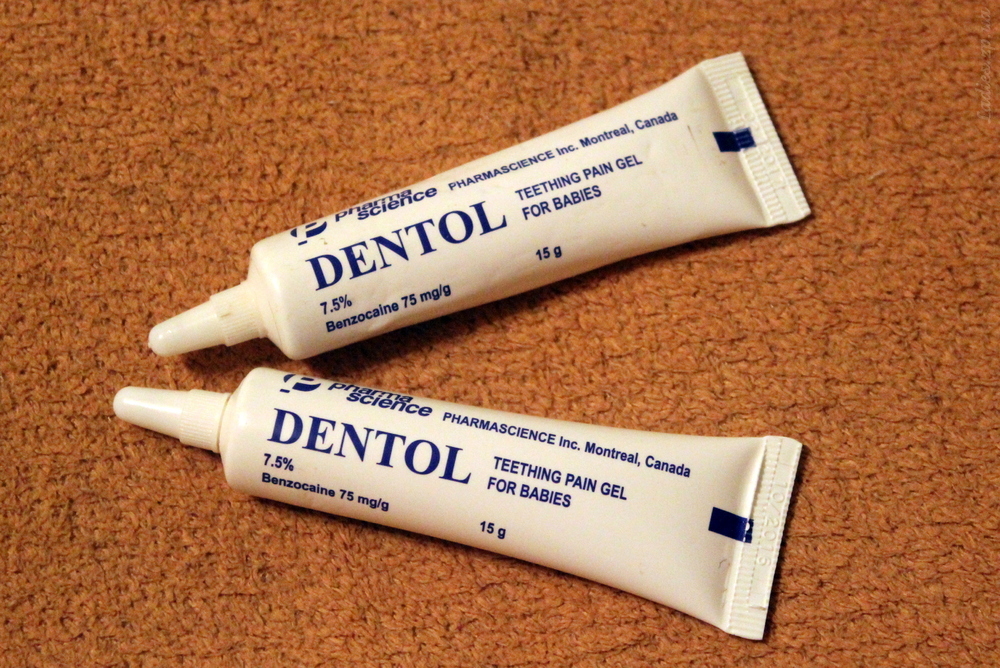 pharma
science
PHARMASCIENCE Inc. Montreal, Canada
DENTOL
TEETHING PAIN GEL
FOR BABIES
7.5%
Benzocaine 75 mg/g
15 g
pharma
science
PHARMASCIENCE Inc. Montreal, Canada
DENTOL
TEETHING PAIN GEL
FOR BABIES
7.5%
Benzocaine 75 mg/g
15 g